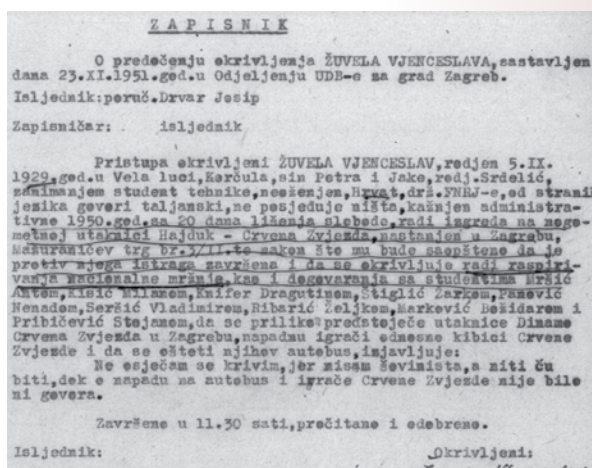 ZAPISNIK
O predočenju okrivljenja ŽUVELA VJENCESLAVA, sastavljen
dana 23.XI.1951.god.u Odjeljenju UDB-e za grad Zagreb.
Isljednik:poruč.Drvar Josip
Zapisničar: isljednik
Pristupa okrivljeni ŽUVELA VJENCESLAV, rodjen 5.II.
1929.god.u Vela luci, Korčula, sin Petra i Jake, rodj.Srdelić,
zanimanjem student tehnike, neoženjen, Hrvat, drž.FNRJ-e, od stranih
jezika govori taljanski, ne posjeduje ništa, kažnjen administra-
tivno 1950.god.sa 20 dana lišenja slobode, radi izgreda na nogo-
metnoj utakmici Hajduk - Crvena Zvjezda, nastanjen u Zagrebu,
Mažuranićev trg br.3/II.te nakon što mu bude saopšteno da je
protiv njega istraga završena i da se okrivljuje radi raspiri-
vanja nacionalne mržnje, kao i dogovaranja sa studentima Mršić
Antom, Kisić Milanom, Knifer Dragutinom, Štiglić Žarkom, Panović
Nenadom, Seržić Vladimirom, Ribarić Željkom, Marković Božidarom i
Pribičević Stojanom, da se prilikom predstojeće utakmice Dinamo
Crvena Zvjezda u Zagrebu, napadnu igrači odnosno kibici Crvene
Zvjezde i da se ošteti njihov autobus, izjavljuje:
Ne osjećam se krivim, jer nisam šovinista, a niti ću
biti, dok o napadu na autobus i igrače Crvene Zvjezde nije bilo
ni govora.
Završeno u 11.30 sati, pročitano i odobreno.
Isljednik: Okrivljeni: